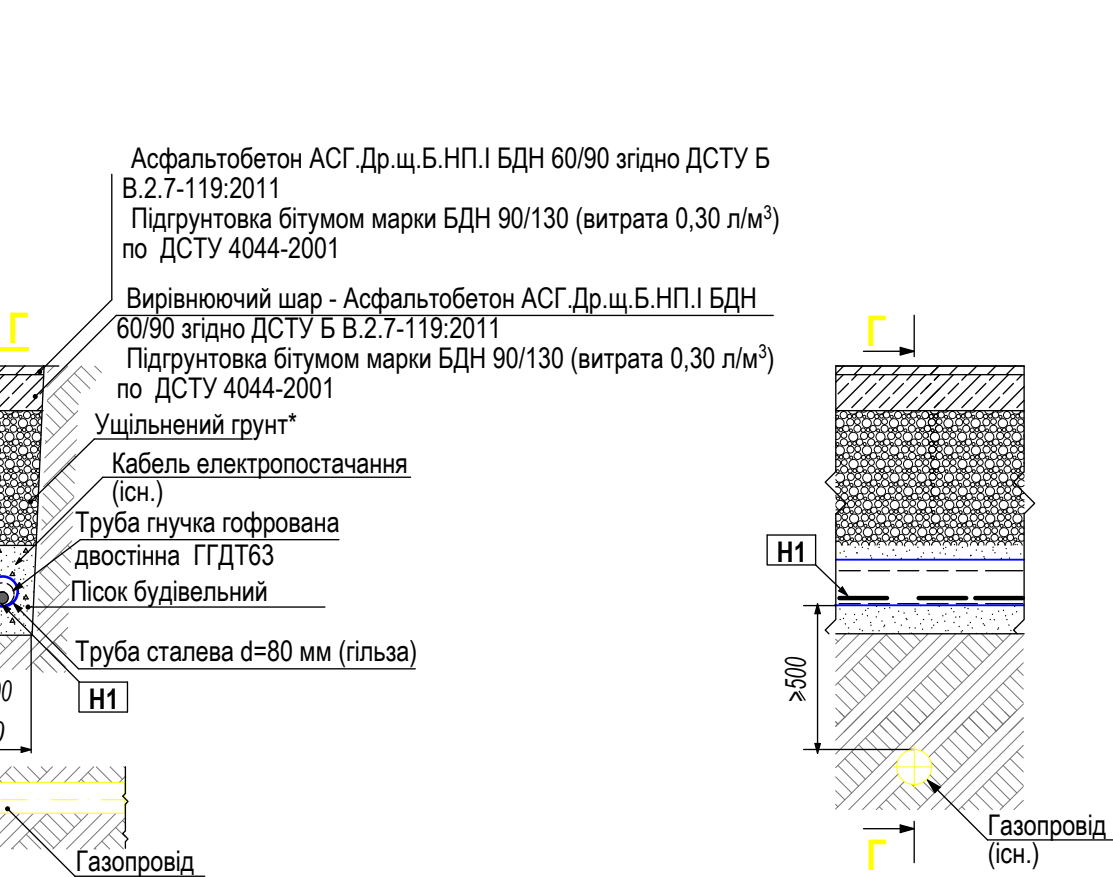 Асфальтобетон АСГ.Др.щ.Б.НП.І БДН 60/90 згідно ДСТУ Б
В.2.7-119:2011
Підгрунтовка бітумом марки БДН 90/130 (витрата 0,30 л/м³)
по ДСТУ 4044-2001
Вирівнюючий шар - Асфальтобетон АСГ.Др.щ.Б.НП.І БДН
60/90 згідно ДСТУ Б В.2.7-119:2011
Підгрунтовка бітумом марки БДН 90/130 (витрата 0,30 л/м³)
по ДСТУ 4044-2001
Г
Ущільнений грунт*
Кабель електропостачання
(існ.)
Труба гнучка гофрована
двостінна ГГДТ63
Пісок будівельний
Труба сталева d=80 мм (гільза)
Н1
Газопровід
Г
Н1
≥500
Газопровід
(існ.)
Г